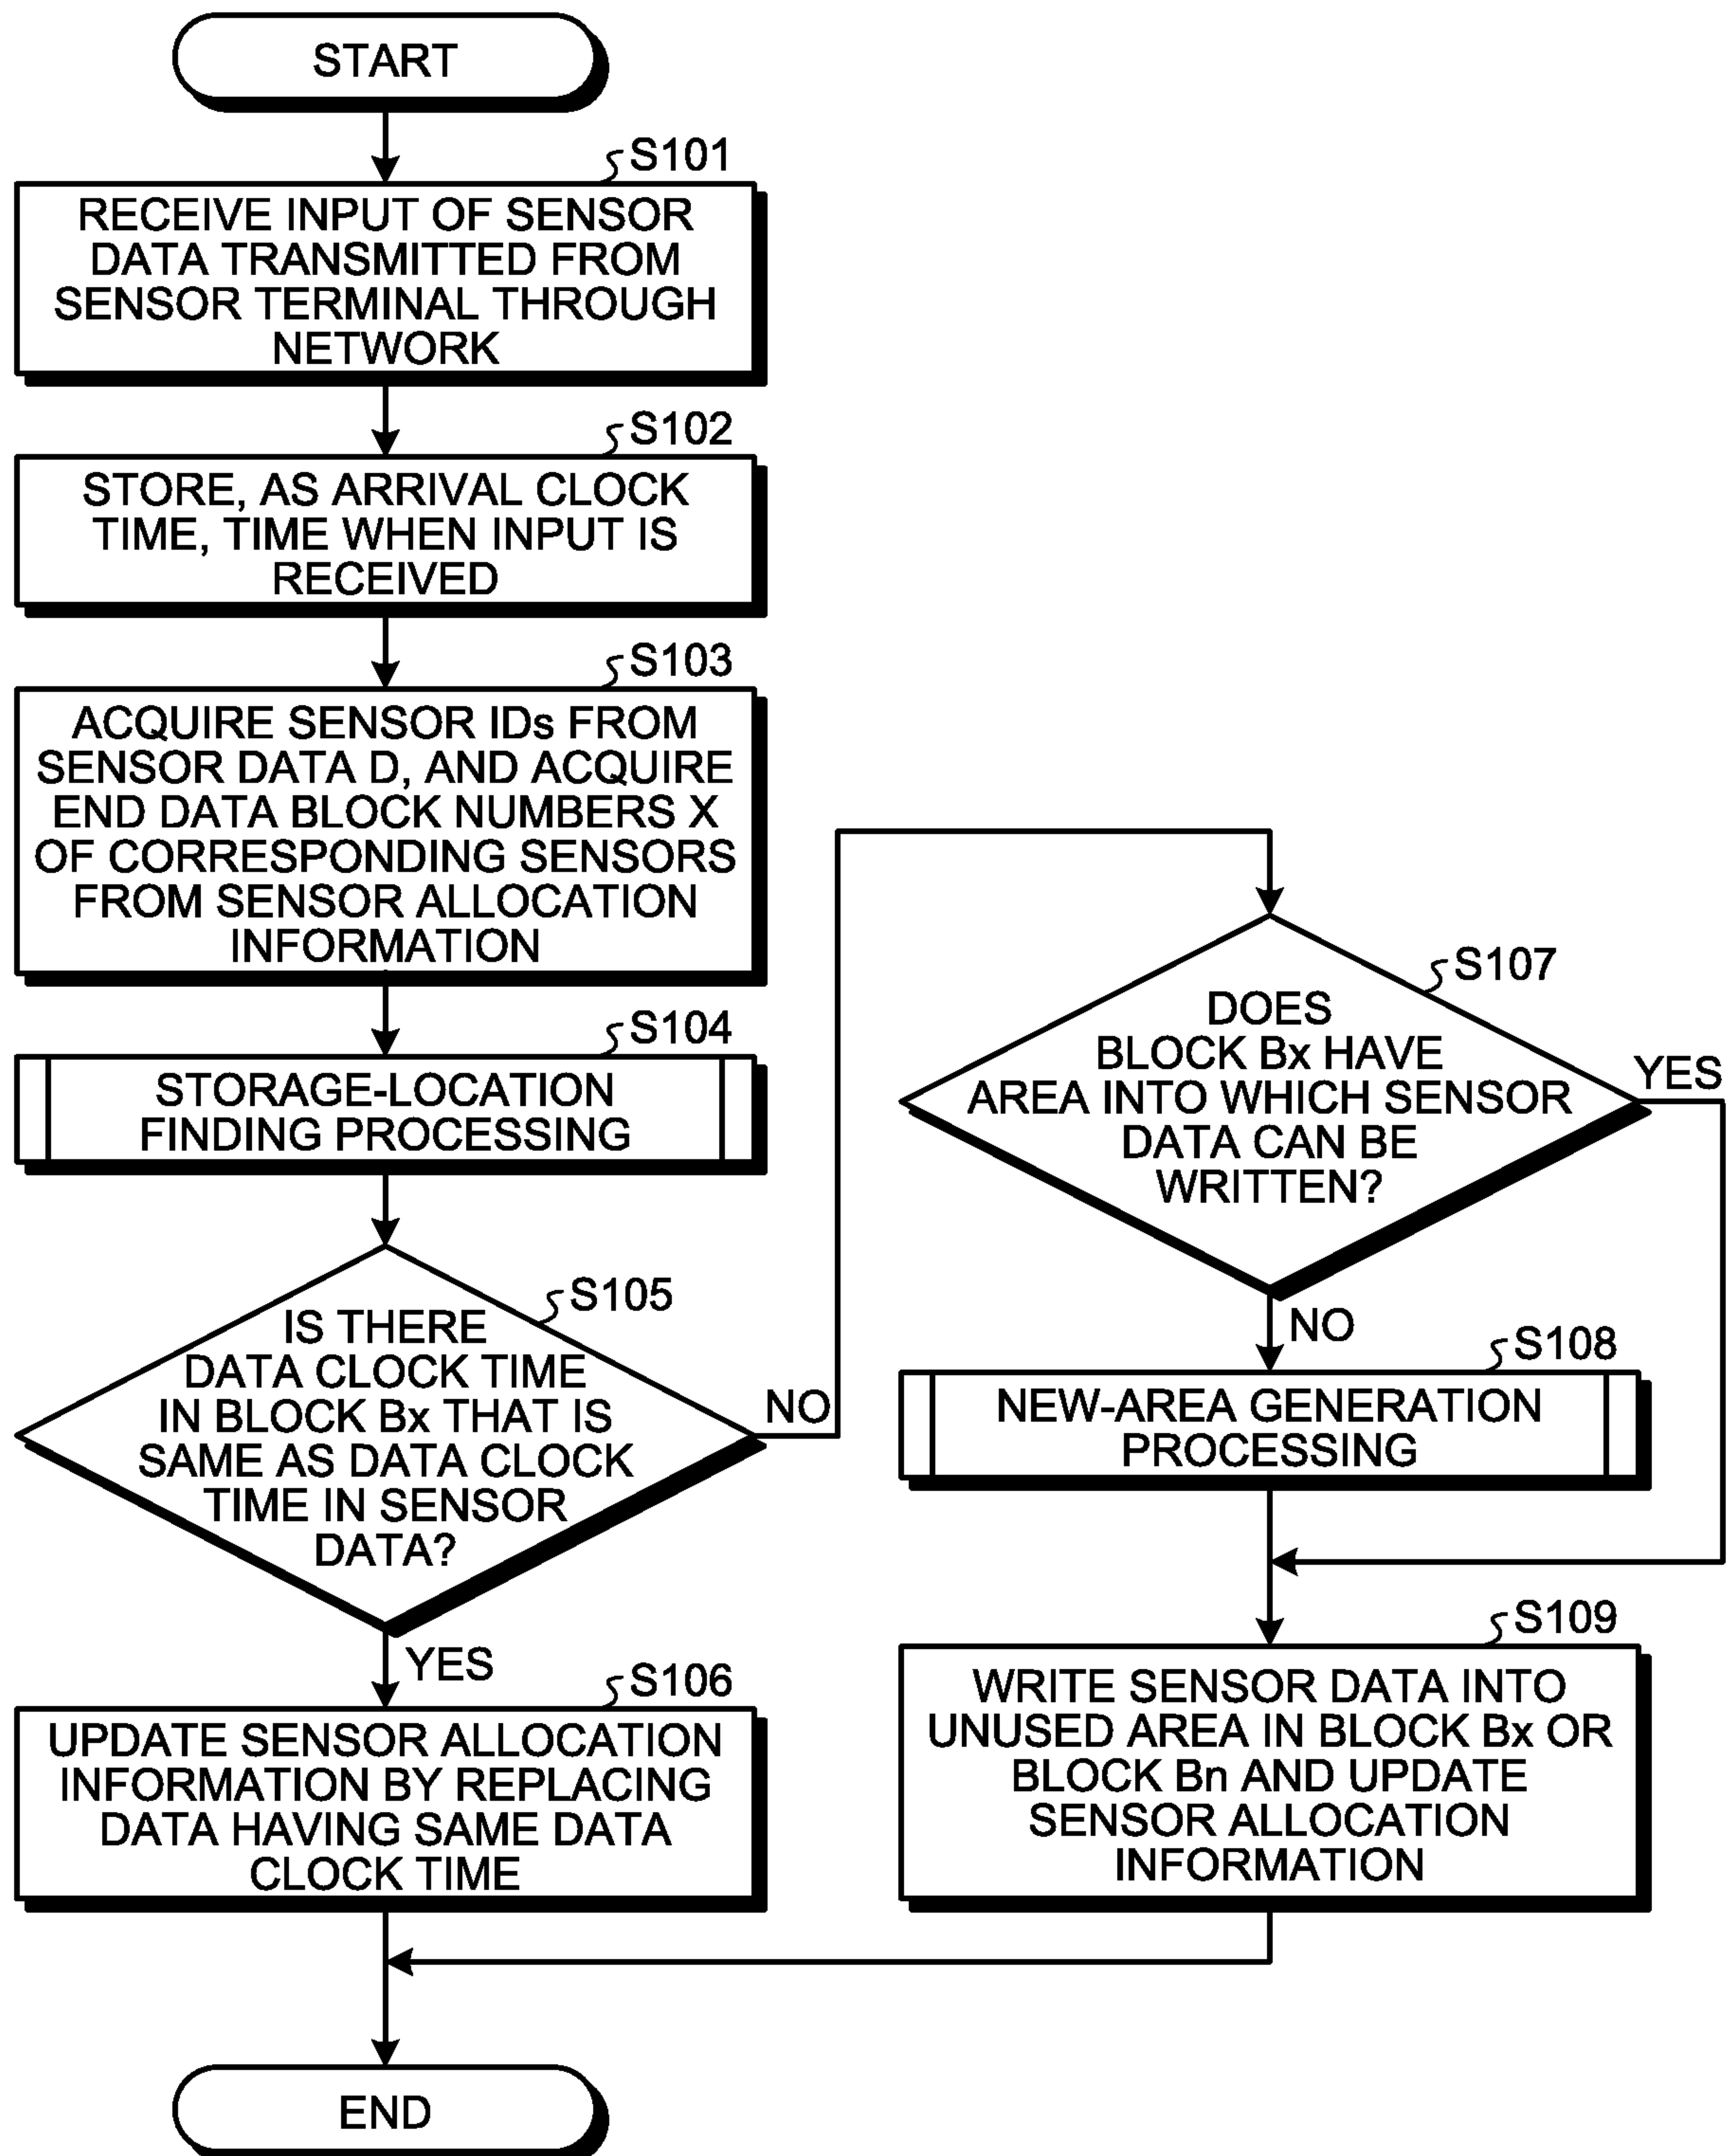 START
S101
RECEIVE INPUT OF SENSOR
DATA TRANSMITTED FROM
SENSOR TERMINAL THROUGH
NETWORK
S102
STORE, AS ARRIVAL CLOCK
TIME, TIME WHEN INPUT IS
RECEIVED
S103
ACQUIRE SENSOR IDs FROM
SENSOR DATA D, AND ACQUIRE
END DATA BLOCK NUMBERS X
OF CORRESPONDING SENSORS
FROM SENSOR ALLOCATION
INFORMATION
S104
STORAGE-LOCATION
FINDING PROCESSING
S105
IS THERE
DATA CLOCK TIME
IN BLOCK Bx THAT IS
SAME AS DATA CLOCK
TIME IN SENSOR
DATA?
NO
YES
S106
UPDATE SENSOR ALLOCATION
INFORMATION BY REPLACING
DATA HAVING SAME DATA
CLOCK TIME
S107
DOES
BLOCK Bx HAVE
AREA INTO WHICH SENSOR
DATA CAN BE
WRITTEN?
YES
NO
S108
NEW-AREA GENERATION
PROCESSING
S109
WRITE SENSOR DATA INTO
UNUSED AREA IN BLOCK Bx OR
BLOCK Bn AND UPDATE
SENSOR ALLOCATION
INFORMATION
END